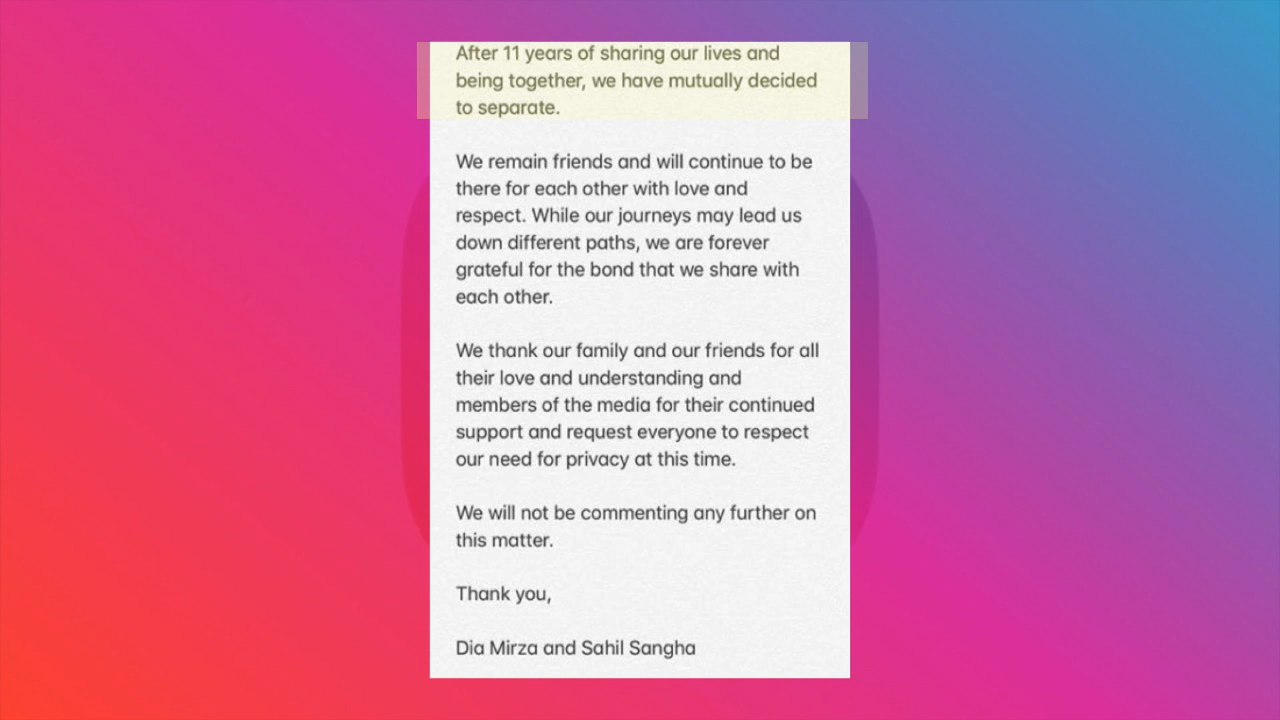 After 11 years of sharing our lives and
being together, we have mutually decided
to separate.
We remain friends and will continue to be
there for each other with love and
respect. While our journeys may lead us
down different paths, we are forever
grateful for the bond that we share with
each other.
We thank our family and our friends for all
their love and understanding and
members of the media for their continued
support and request everyone to respect
our need for privacy at this time.
We will not be commenting any further on
this matter.
Thank you,
Dia Mirza and Sahil Sangha